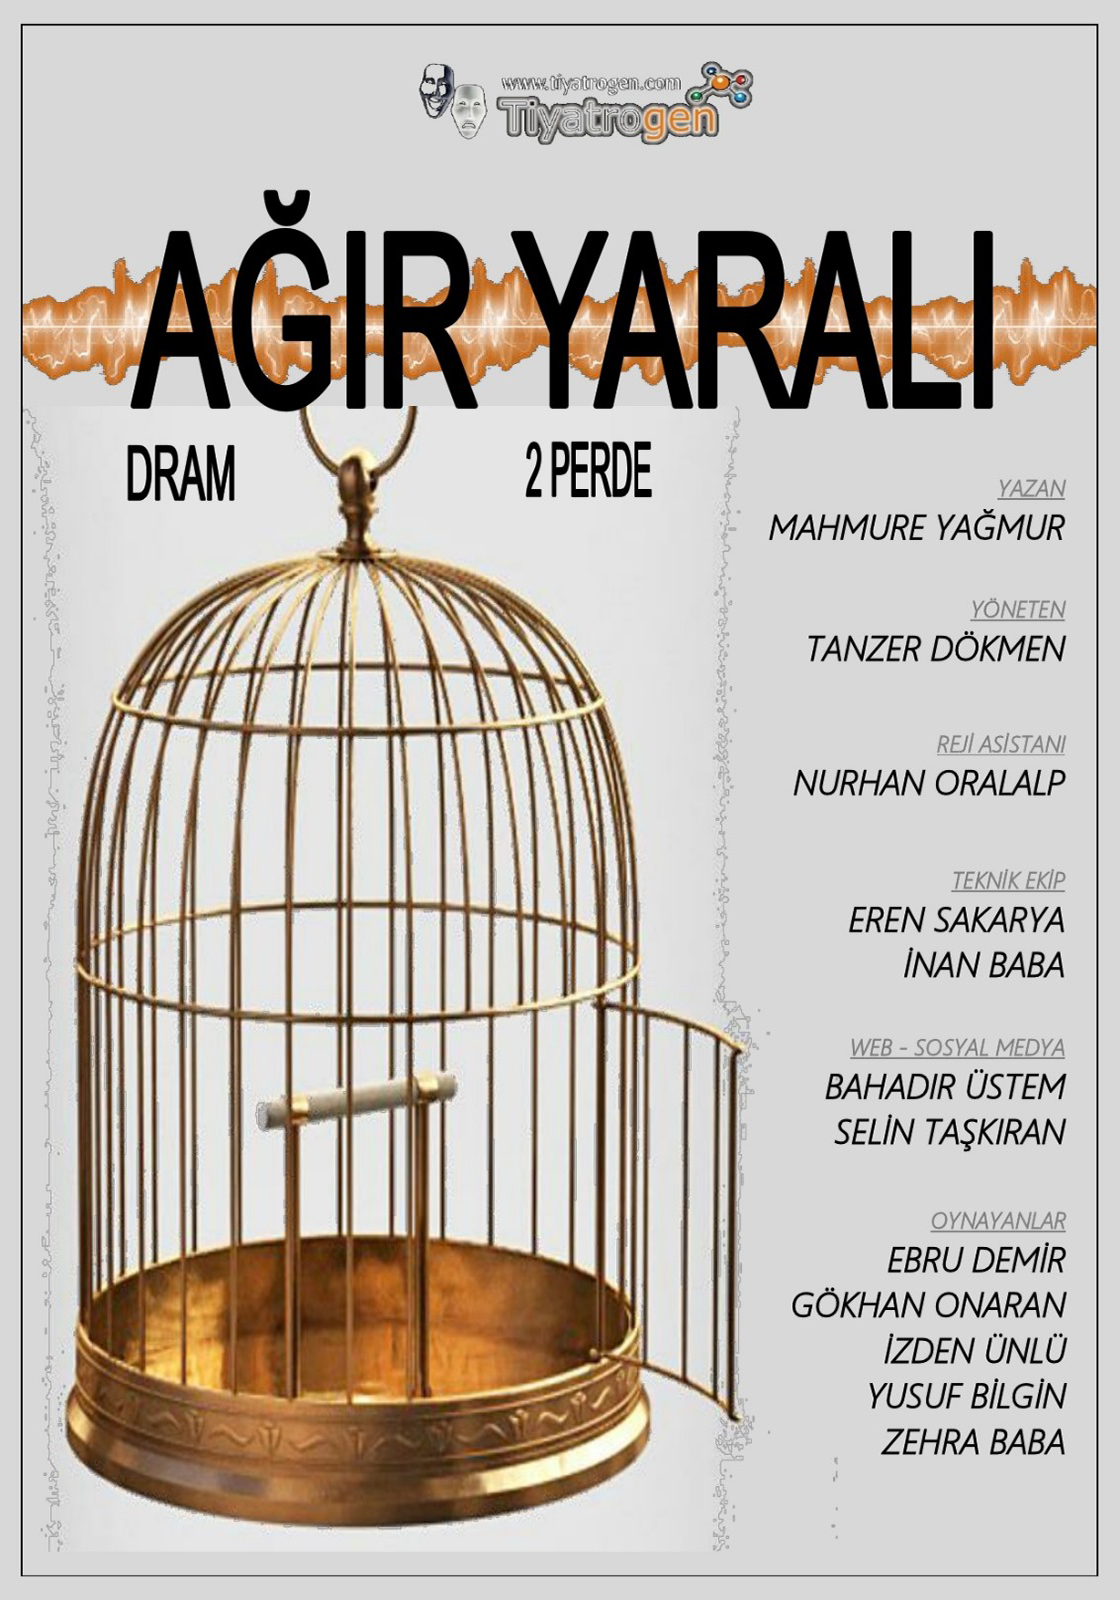 www.tiyatrogen.com
Tiyatrogen
AĞIR YARALI
DRAM
2 PERDE
YAZAN
MAHMURE YAĞMUR
YÖNETEN
TANZER DÖKMEN
REJİ ASİSTANI
NURHAN ORALALP
TEKNİK EKİP
EREN SAKARYA
İNAN BABA
WEB - SOSYAL MEDYA
BAHADIR ÜSTEM
SELİN TAŞKIRAN
OYNAYANLAR
EBRU DEMİR
GÖKHAN ONARAN
İZDEN ÜNLÜ
YUSUF BİLGİN
ZEHRA BABA